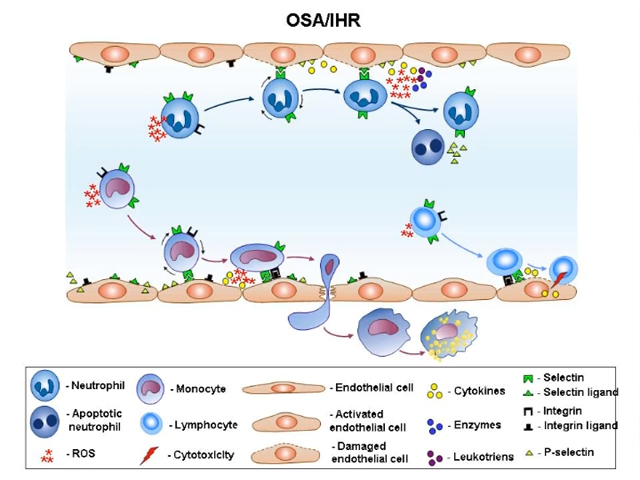 OSA/IHR
- Neutrophil
- Monocyte
- Endothelial cell
- Cytokines
- Selectin
- Selectin ligand
- Apoptotic
neutrophil
- Lymphocyte
- Activated
endothelial cell
- Enzymes
- Integrin
- Integrin ligand
- ROS
- Cytotoxicity
- Damaged
endothelial cell
- Leukotriens
- P-selectin